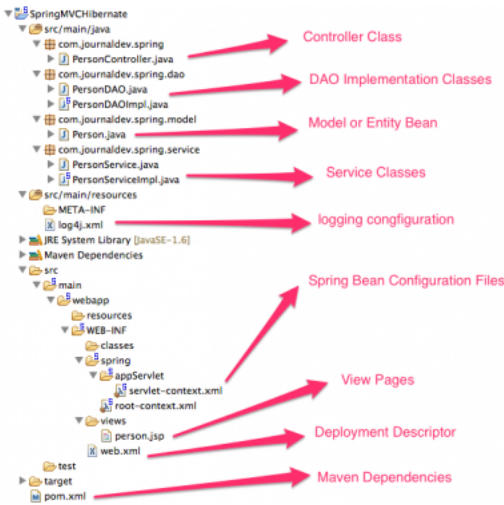 SpringMVCHibernate
src/main/java
com.journaldev.spring
Controller Class
PersonController.java
com.journaldev.spring.dao
DAO Implementation Classes
PersonDAO.java
PersonDAOImpl.java
com.journaldev.spring.model
Model or Entity Bean
Person.java
com.journaldev.spring.service
PersonService.java
Service Classes
PersonServiceImpl.java
src/main/resources
META-INF
log4j.xml
logging congfiguration
JRE System Library [JavaSE-1.6]
Maven Dependencies
src
main
Spring Bean Configuration Files
webapp
resources
WEB-INF
classes
spring
appServlet
View Pages
servlet-context.xml
root-context.xml
views
person.jsp
Deployment Descriptor
web.xml
test
target
Maven Dependencies
pom.xml